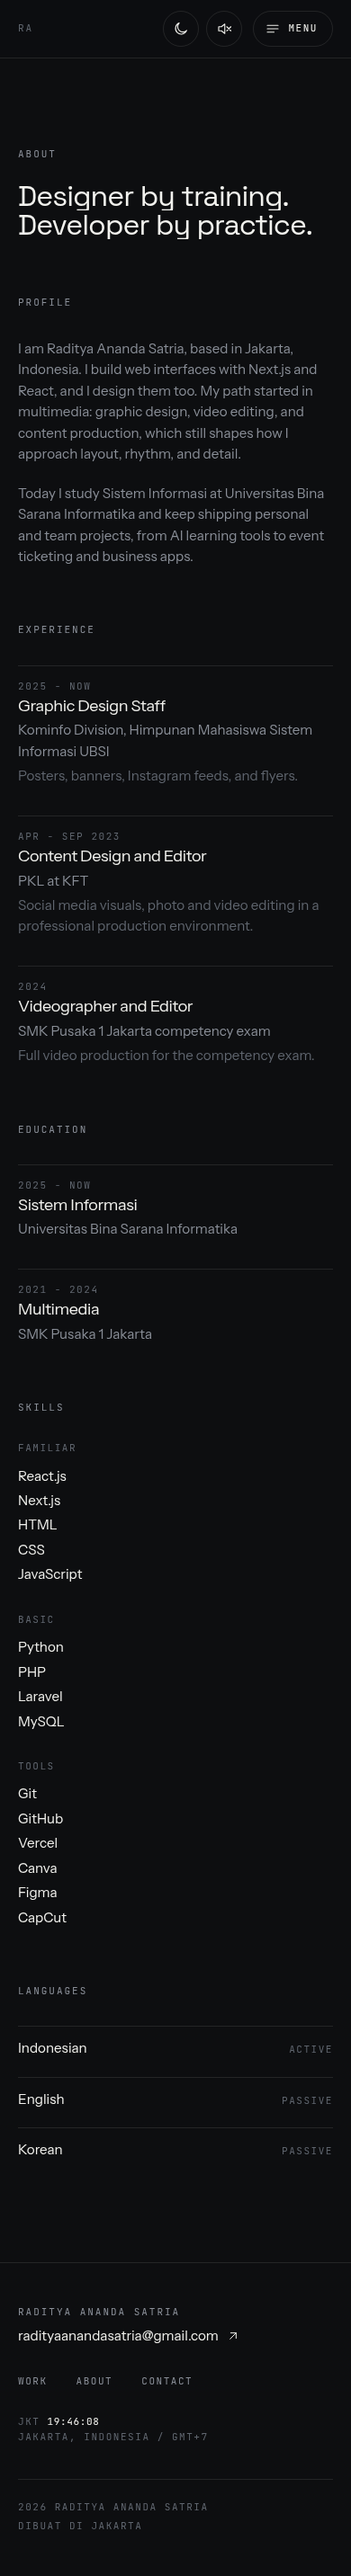 RA
MENU
ABOUT
Designer by training.
Developer by practice.
PROFILE
I am Raditya Ananda Satria, based in Jakarta,
Indonesia. I build web interfaces with Next.js and
React, and I design them too. My path started in
multimedia: graphic design, video editing, and
content production, which still shapes how I
approach layout, rhythm, and detail.
Today I study Sistem Informasi at Universitas Bina
Sarana Informatika and keep shipping personal
and team projects, from AI learning tools to event
ticketing and business apps.
EXPERIENCE
2025 - NOW
Graphic Design Staff
Kominfo Division, Himpunan Mahasiswa Sistem
Informasi UBSI
Posters, banners, Instagram feeds, and flyers.
APR - SEP 2023
Content Design and Editor
PKL at KFT
Social media visuals, photo and video editing in a
professional production environment.
2024
Videographer and Editor
SMK Pusaka 1 Jakarta competency exam
Full video production for the competency exam.
EDUCATION
2025 - NOW
Sistem Informasi
Universitas Bina Sarana Informatika
2021 - 2024
Multimedia
SMK Pusaka 1 Jakarta
SKILLS
FAMILIAR
React.js
Next.js
HTML
CSS
JavaScript
BASIC
Python
PHP
Laravel
MySQL
TOOLS
Git
GitHub
Vercel
Canva
Figma
CapCut
LANGUAGES
Indonesian ACTIVE
English PASSIVE
Korean PASSIVE
RADITYA ANANDA SATRIA
radityaanandasatria@gmail.com
WORK ABOUT CONTACT
JKT 19:46:08
JAKARTA, INDONESIA / GMT+7
2026 RADITYA ANANDA SATRIA
DIBUAT DI JAKARTA